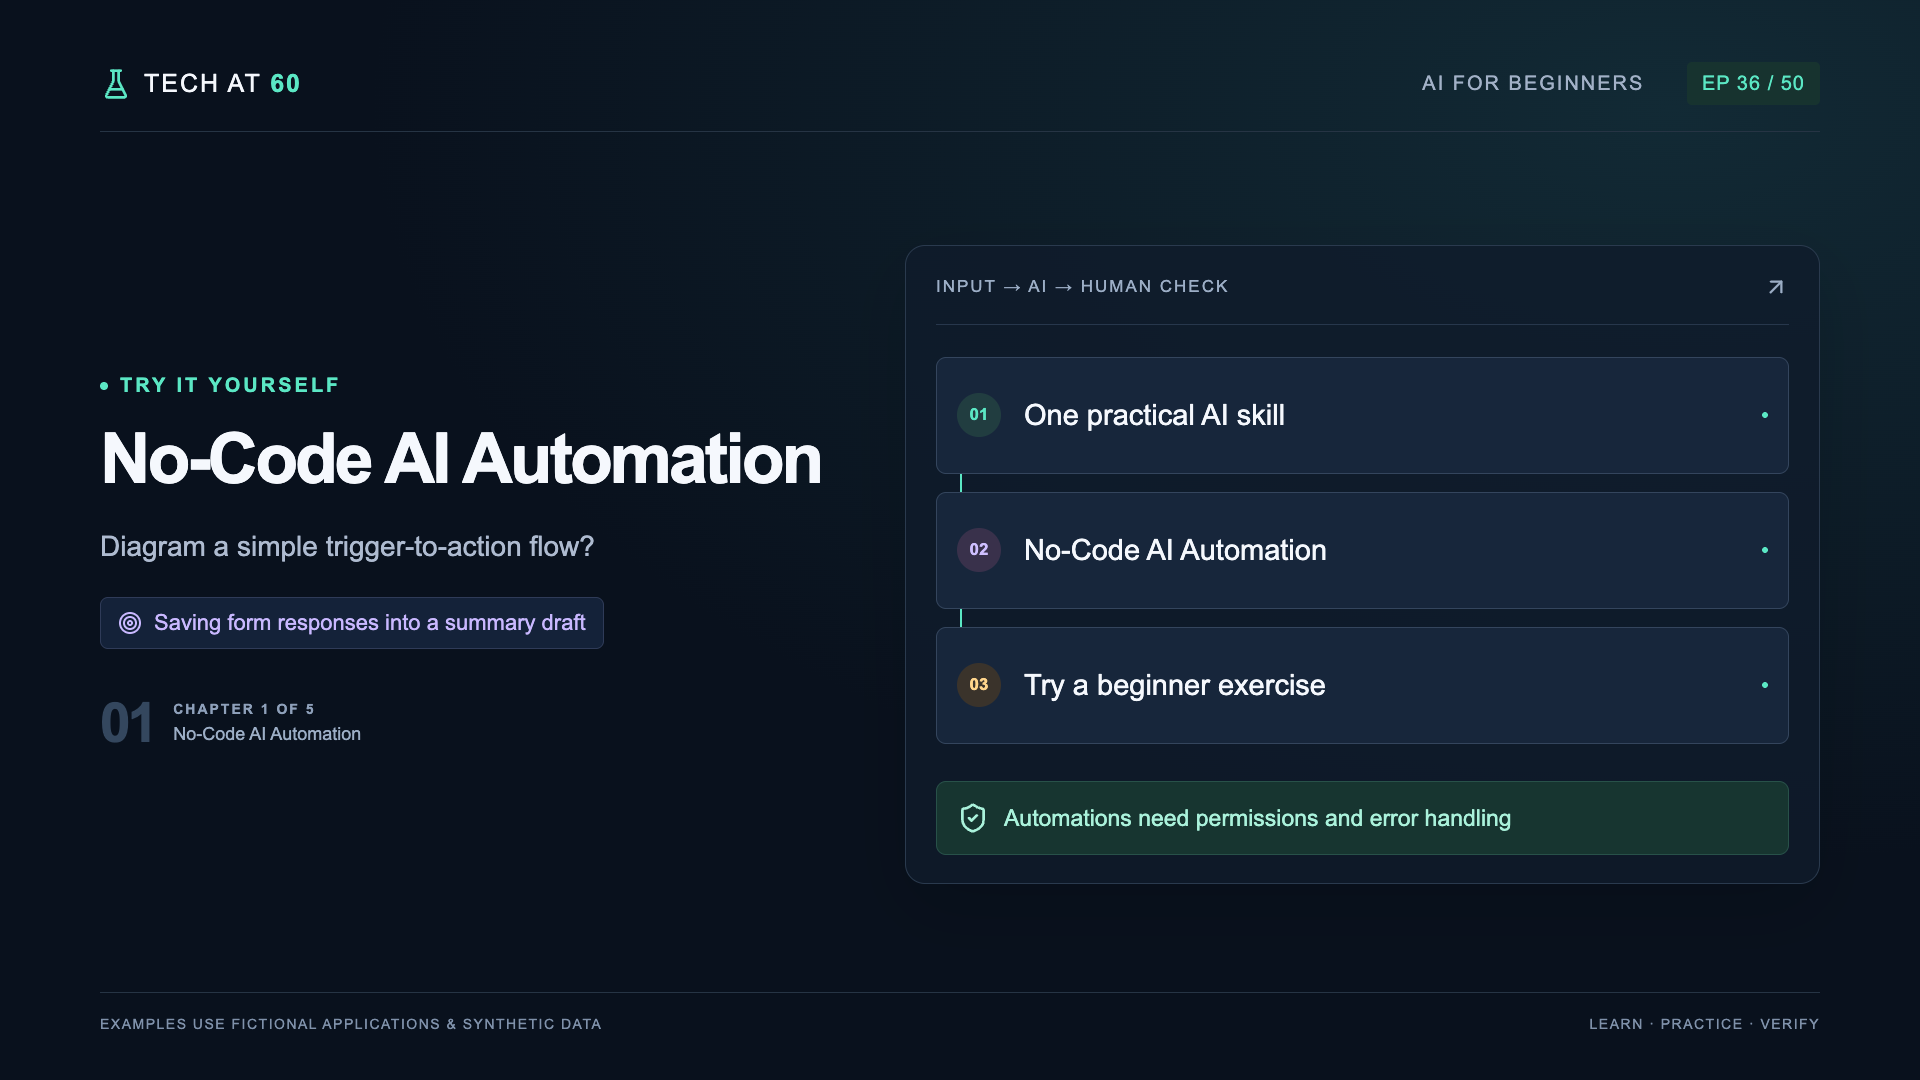 TECH AT 60
AI FOR BEGINNERS
EP 36 / 50
TRY IT YOURSELF
No-Code AI Automation
Diagram a simple trigger-to-action flow?
Saving form responses into a summary draft
01
CHAPTER 1 OF 5
No-Code AI Automation
INPUT → AI → HUMAN CHECK
01 One practical AI skill
02 No-Code AI Automation
03 Try a beginner exercise
Automations need permissions and error handling
EXAMPLES USE FICTIONAL APPLICATIONS & SYNTHETIC DATA
LEARN · PRACTICE · VERIFY